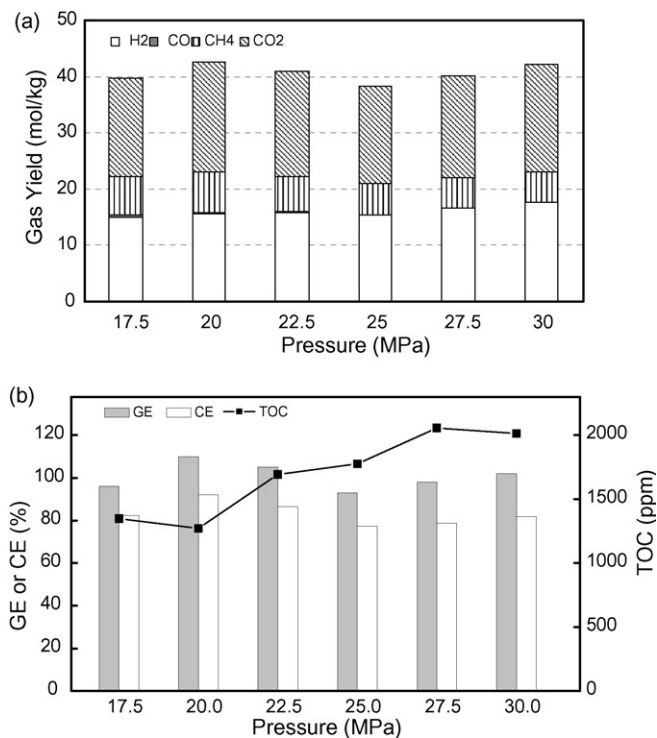 (a)
50
H2 CO CH4 CO2
40
30
20
10
0
Gas Yield (mol/kg)
17.5 20 22.5 25 27.5 30
Pressure (MPa)
(b)
GE CE TOC
120
100
80
60
40
20
0
GE or CE (%)
2000
1500
1000
500
0
TOC (ppm)
17.5 20.0 22.5 25.0 27.5 30.0
Pressure (MPa)